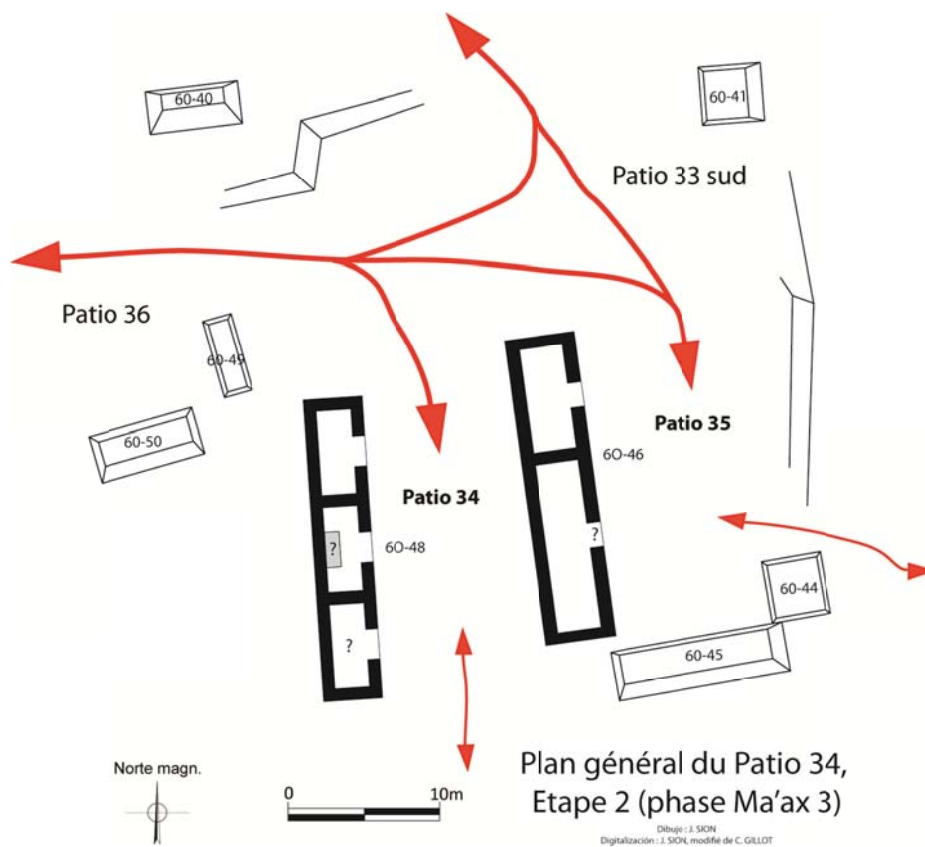 60-40
60-41
Patio 33 sud
Patio 36
60-49
60-50
Patio 35
6O-46
Patio 34
?
?
6O-48
?
60-44
60-45
Norte magn.
0 10m
Plan général du Patio 34,
Etape 2 (phase Ma'ax 3)
Dibujo : J. SION
Digitalización : J. SION, modifié de C. GILLOT